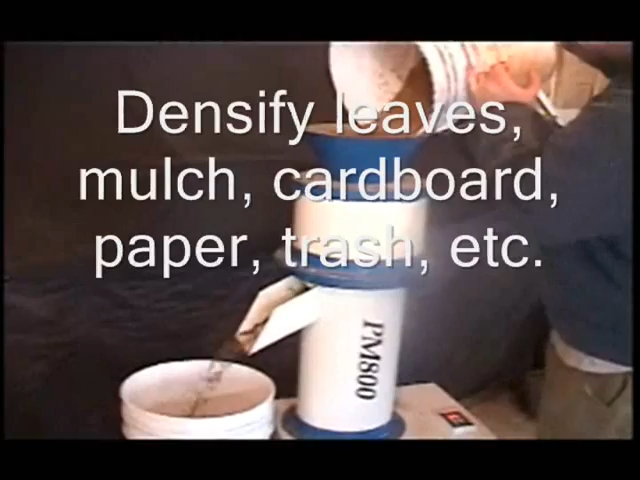 Densify leaves,
mulch, cardboard,
paper, trash, etc.
PM800